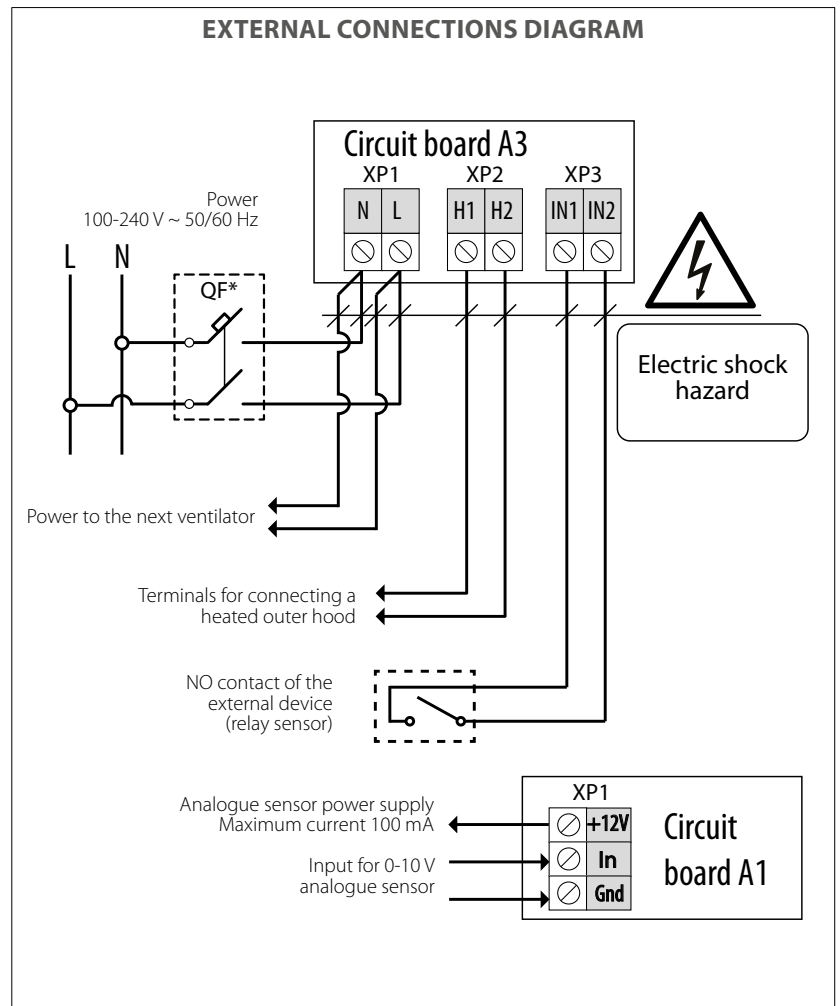 EXTERNAL CONNECTIONS DIAGRAM
Circuit board A3
XP1 XP2 XP3
N L H1 H2 IN1 IN2
Power
100-240 V ~ 50/60 Hz
L N
QF*
Electric shock
hazard
Power to the next ventilator
Terminals for connecting a
heated outer hood
NO contact of the
external device
(relay sensor)
XP1
Analogue sensor power supply
Maximum current 100 mA
+12V
In
Gnd
Circuit
board A1
Input for 0-10 V
analogue sensor